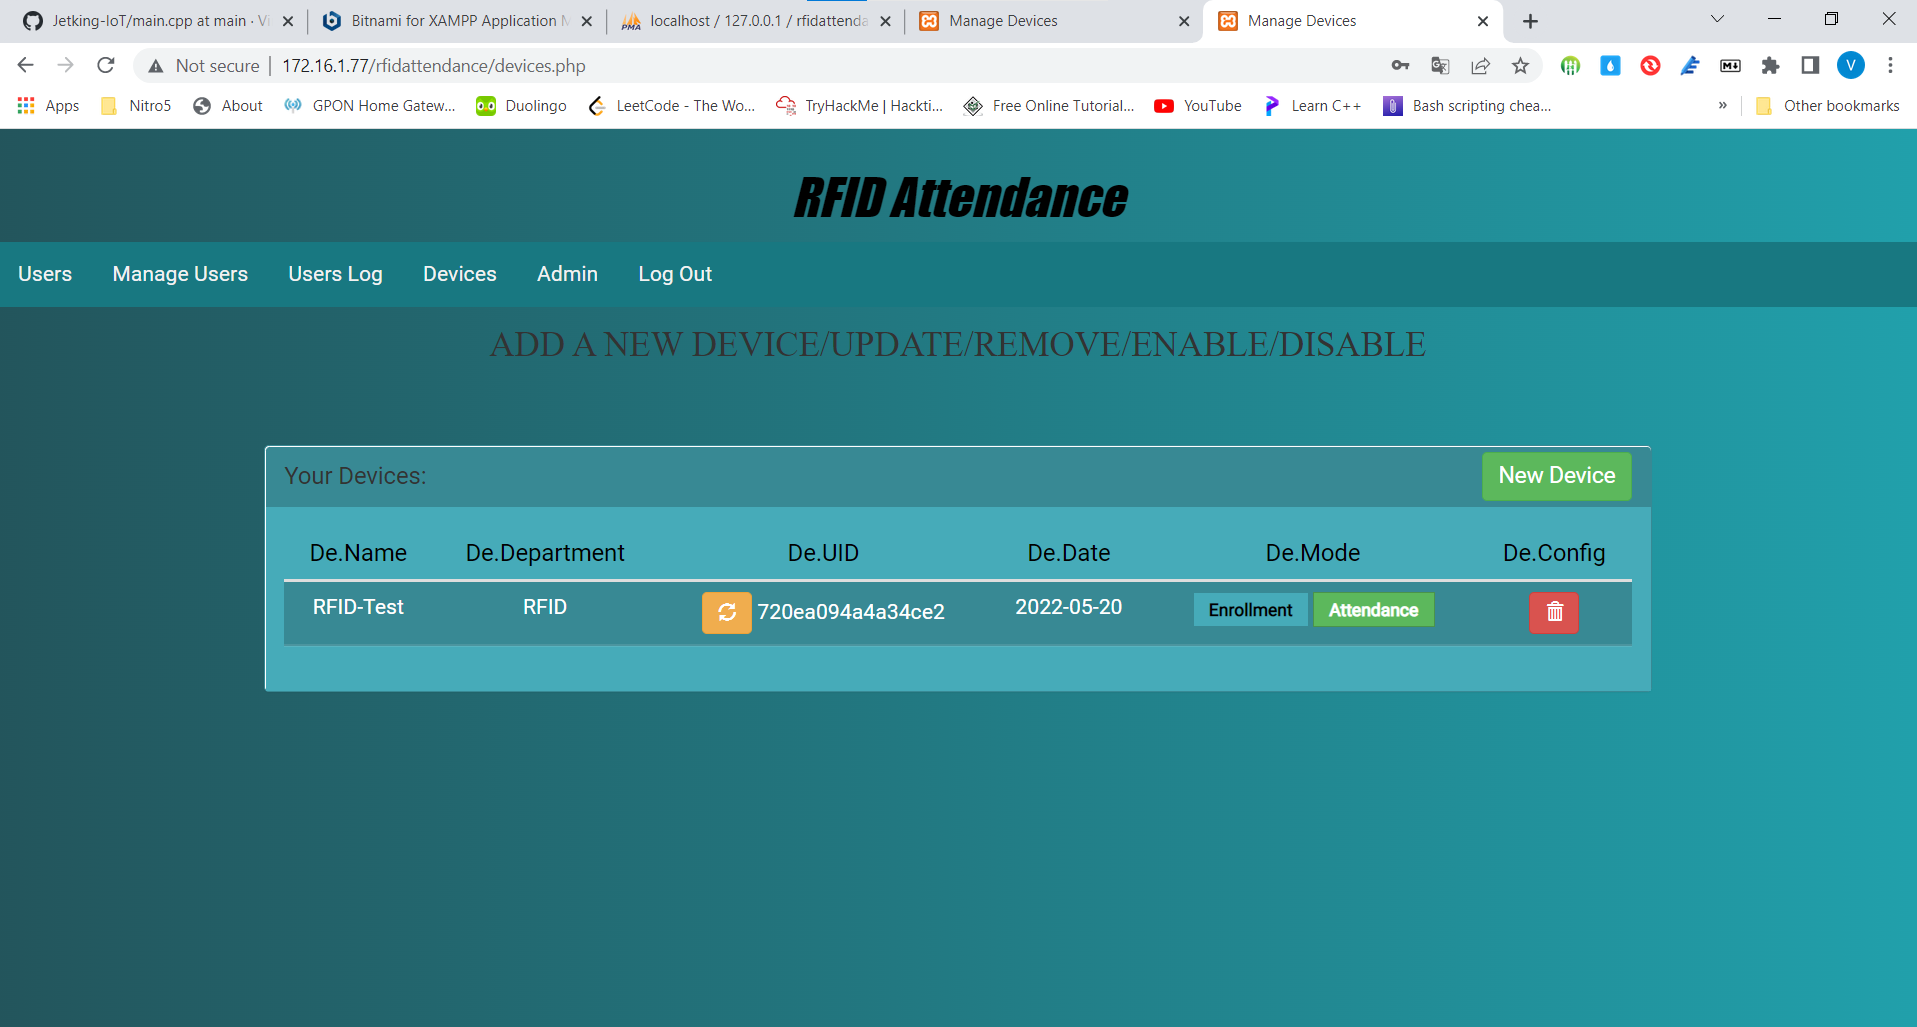 Jetking-IoT/main.cpp at main · Vi
Bitnami for XAMPP Application M
localhost / 127.0.0.1 / rfidattenda
Manage Devices
Manage Devices
Not secure
172.16.1.77/rfidattendance/devices.php
V
Apps
Nitro5
About
GPON Home Gatew...
Duolingo
LeetCode - The Wo...
TryHackMe | Hackti...
Free Online Tutorial...
YouTube
Learn C++
Bash scripting chea...
»
Other bookmarks
RFID Attendance
Users
Manage Users
Users Log
Devices
Admin
Log Out
ADD A NEW DEVICE/UPDATE/REMOVE/ENABLE/DISABLE
Your Devices:
New Device
De.Name De.Department De.UID De.Date De.Mode De.Config
RFID-Test RFID 720ea094a4a34ce2 2022-05-20 Enrollment Attendance